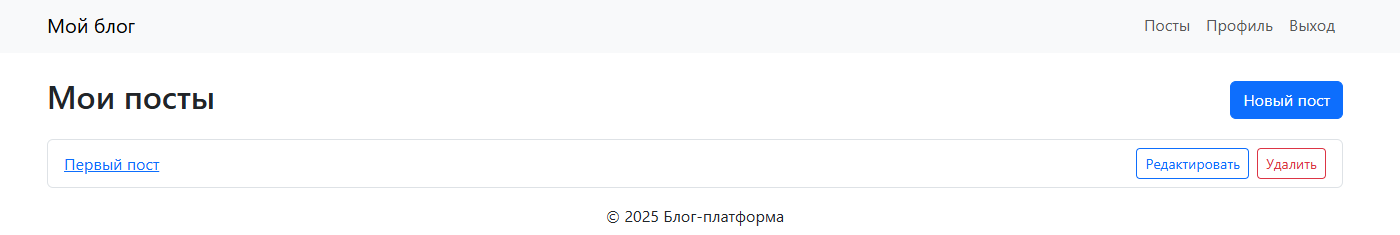 Мой блог Посты Профиль Выход
Мои посты Новый пост
Первый пост Редактировать Удалить
© 2025 Блог-платформа